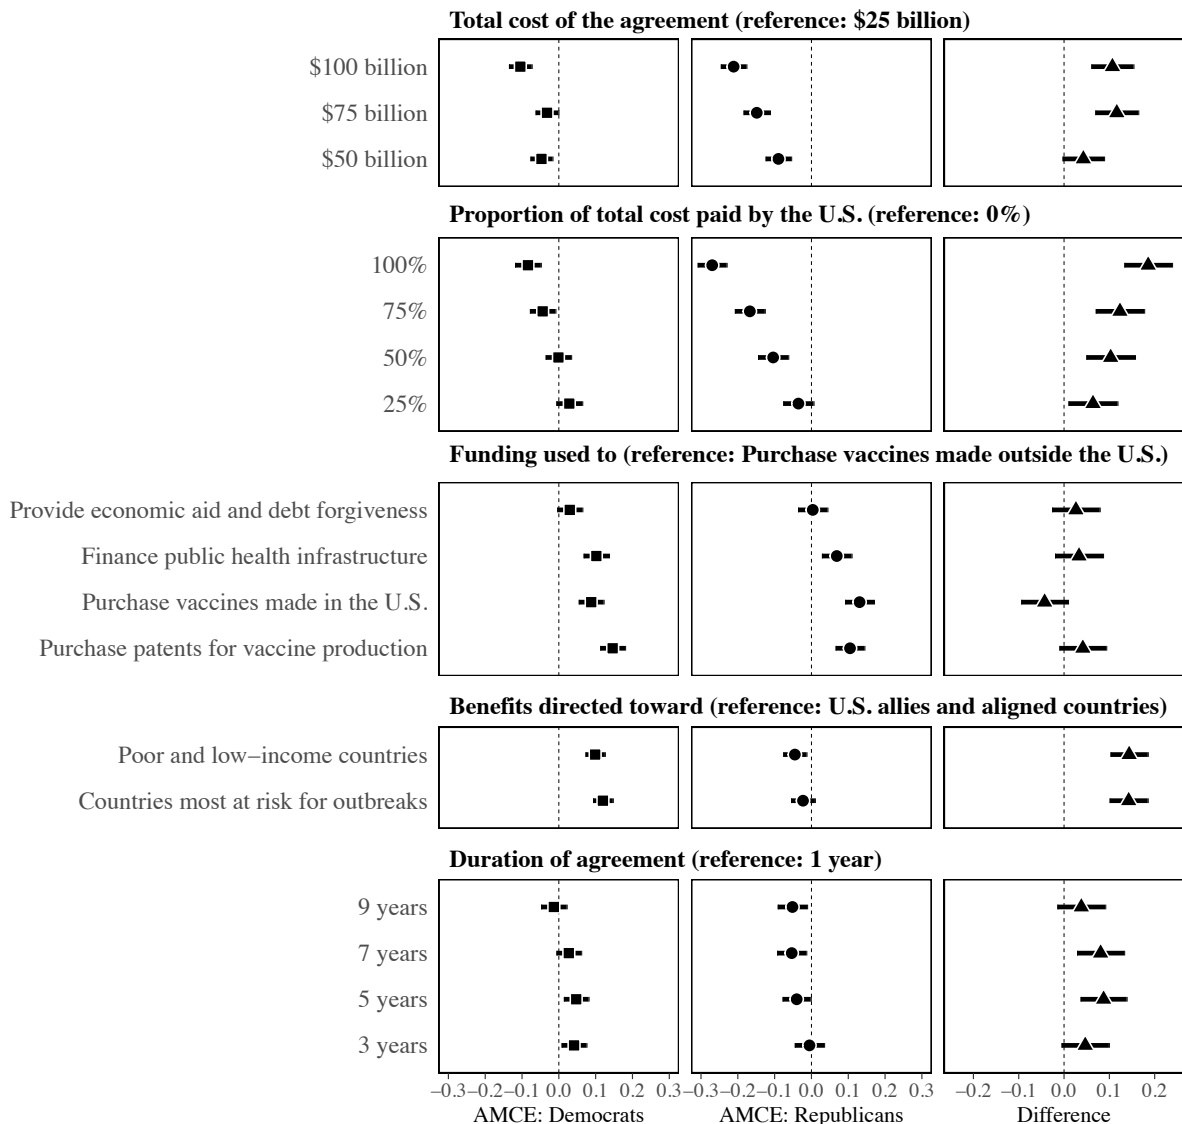 Total cost of the agreement (reference: $25 billion)
$100 billion
$75 billion
$50 billion
Proportion of total cost paid by the U.S. (reference: 0%)
100%
75%
50%
25%
Funding used to (reference: Purchase vaccines made outside the U.S.)
Provide economic aid and debt forgiveness
Finance public health infrastructure
Purchase vaccines made in the U.S.
Purchase patents for vaccine production
Benefits directed toward (reference: U.S. allies and aligned countries)
Poor and low−income countries
Countries most at risk for outbreaks
Duration of agreement (reference: 1 year)
9 years
7 years
5 years
3 years
−0.3−0.2−0.1 0.0 0.1 0.2 0.3 −0.3−0.2−0.1 0.0 0.1 0.2 0.3 −0.2 −0.1 0.0 0.1 0.2
AMCE: Democrats AMCE: Republicans Difference